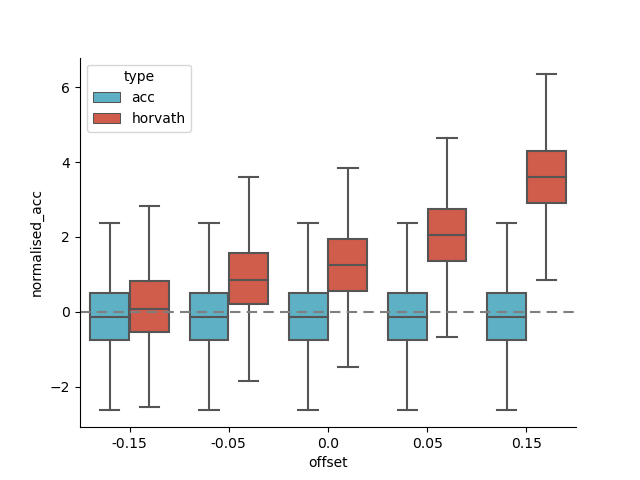 type
acc
horvath
normalised_acc
6
4
2
0
−2
-0.15
-0.05
0.0
0.05
0.15
offset